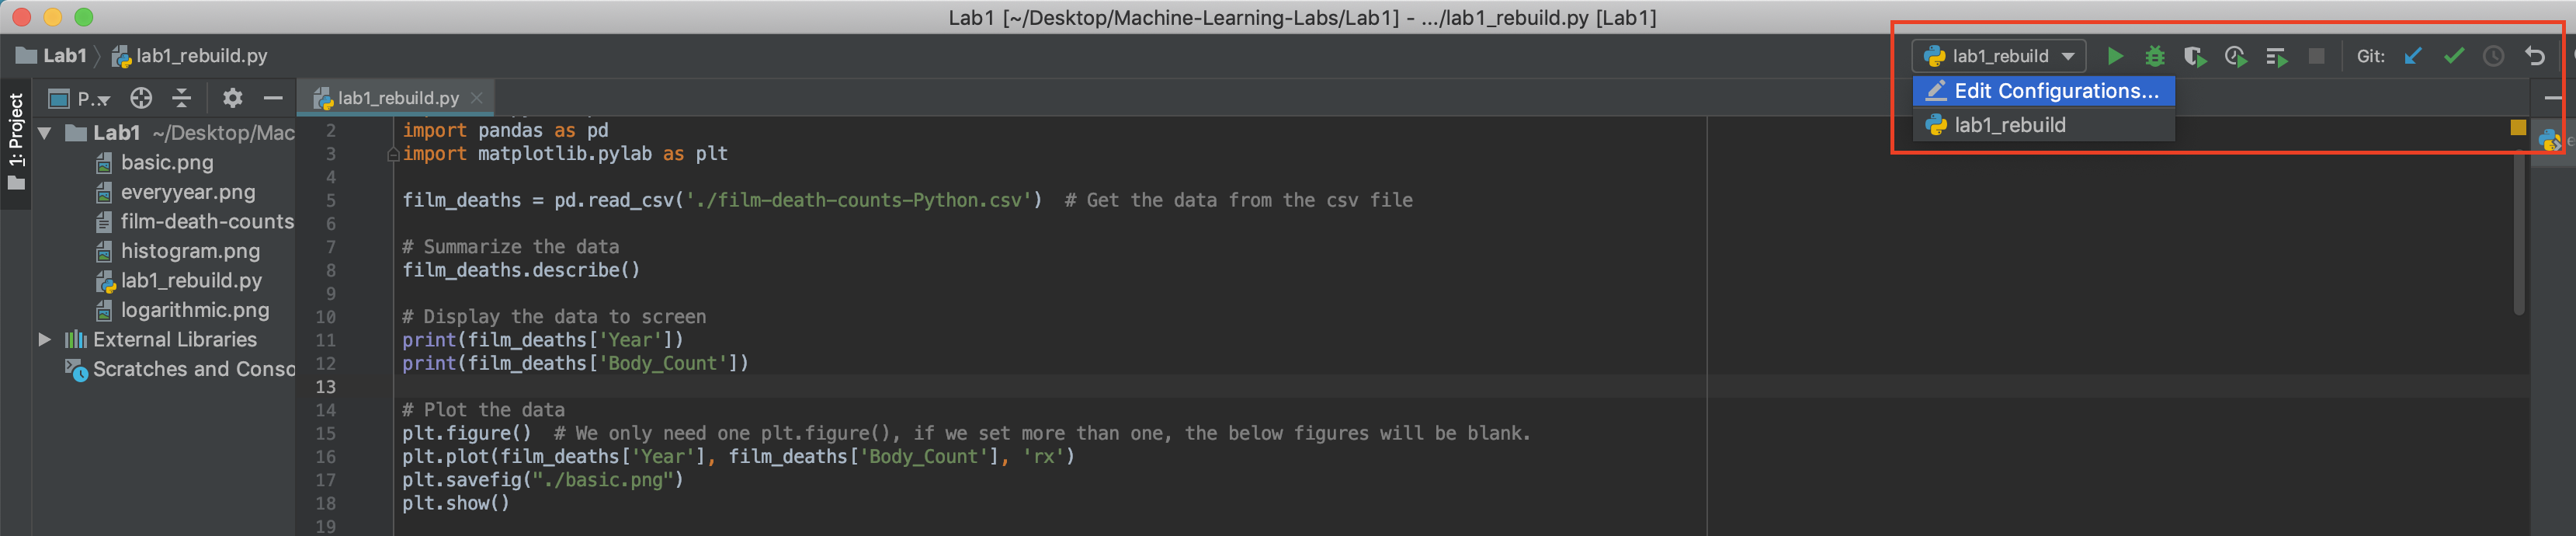 Lab1 [~/Desktop/Machine-Learning-Labs/Lab1] - .../lab1_rebuild.py [Lab1]
Lab1 lab1_rebuild.py
lab1_rebuild Git:
P... lab1_rebuild.py
Edit Configurations...
lab1_rebuild
1: Project
Lab1 ~/Desktop/Mac
basic.png
everyyear.png
film-death-counts
histogram.png
lab1_rebuild.py
logarithmic.png
External Libraries
Scratches and Conso
2 import pandas as pd
3 import matplotlib.pylab as plt
4
5 film_deaths = pd.read_csv('./film-death-counts-Python.csv')  # Get the data from the csv file
6
7 # Summarize the data
8 film_deaths.describe()
9
10 # Display the data to screen
11 print(film_deaths['Year'])
12 print(film_deaths['Body_Count'])
13
14 # Plot the data
15 plt.figure()  # We only need one plt.figure(), if we set more than one, the below figures will be blank.
16 plt.plot(film_deaths['Year'], film_deaths['Body_Count'], 'rx')
17 plt.savefig("./basic.png")
18 plt.show()
19